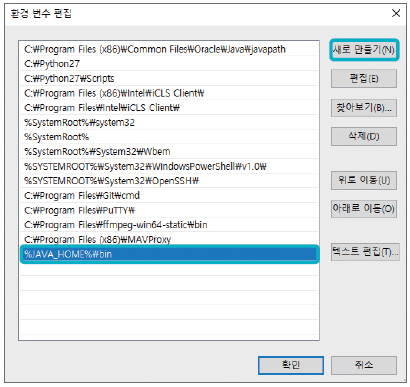 환경 변수 편집
C:₩Program Files (x86)₩Common Files₩Oracle₩Java₩javapath
C:₩Python27
C:₩Python27₩Scripts
C:₩Program Files (x86)₩Intel₩iCLS Client₩
C:₩Program Files₩Intel₩iCLS Client₩
%SystemRoot%₩system32
%SystemRoot%
%SystemRoot%₩System32₩Wbem
%SYSTEMROOT%₩System32₩WindowsPowerShell₩v1.0₩
%SYSTEMROOT%₩System32₩OpenSSH₩
C:₩Program Files₩Git₩cmd
C:₩Program Files₩PuTTY₩
C:₩Program Files₩ffmpeg-win64-static₩bin
C:₩Program Files (x86)₩MAVProxy
%JAVA_HOME%₩bin
새로 만들기(N)
편집(E)
찾아보기(B)...
삭제(D)
위로 이동(U)
아래로 이동(O)
텍스트 편집(T)...
확인
취소